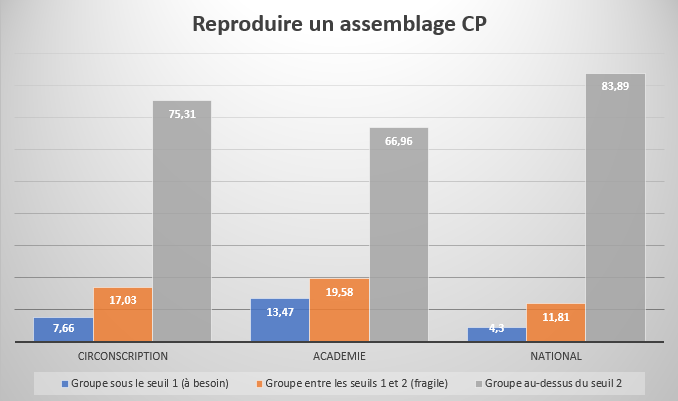 Reproduire un assemblage CP
7,66
17,03
75,31
13,47
19,58
66,96
4,3
11,81
83,89
CIRCONSCRIPTION
ACADEMIE
NATIONAL
Groupe sous le seuil 1 (à besoin)
Groupe entre les seuils 1 et 2 (fragile)
Groupe au-dessus du seuil 2